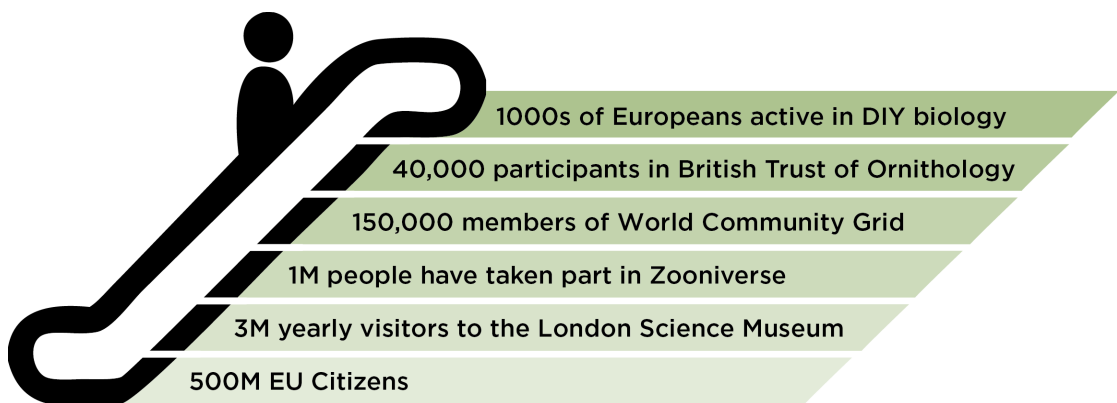 1000s of Europeans active in DIY biology
40,000 participants in British Trust of Ornithology
150,000 members of World Community Grid
1M people have taken part in Zooniverse
3M yearly visitors to the London Science Museum
500M EU Citizens